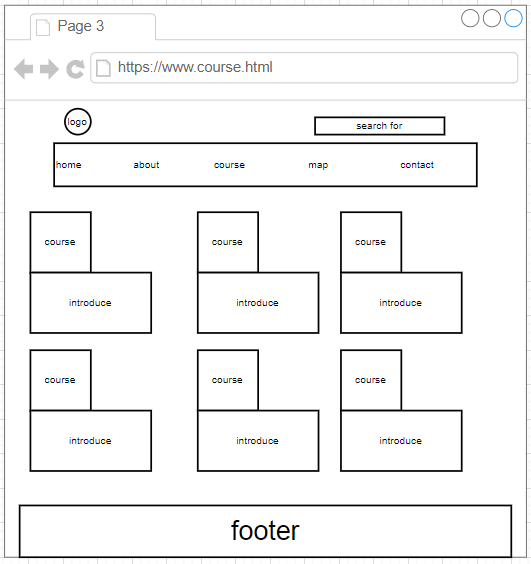 Page 3
https://www.course.html
logo
search for
home about course map contact
course course course
introduce introduce introduce
course course course
introduce introduce introduce
footer